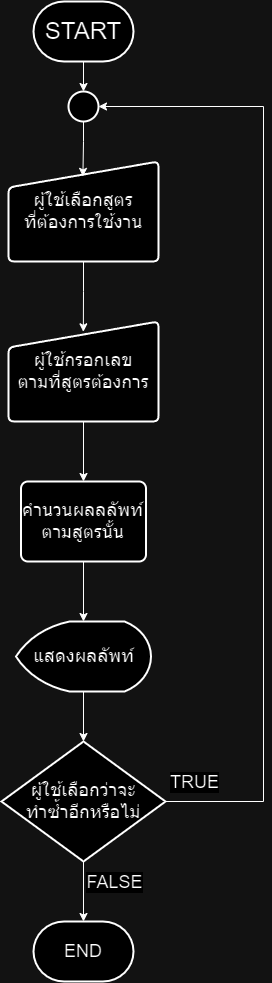 START
ผู้ใช้เลือกสูตร
ที่ต้องการใช้งาน
ผู้ใช้กรอกเลข
ตามที่สูตรต้องการ
คำนวนผลลลัพท์
ตามสูตรนั้น
แสดงผลลัพท์
ผู้ใช้เลือกว่าจะ
ทำซ้ำอีกหรือไม่
TRUE
FALSE
END